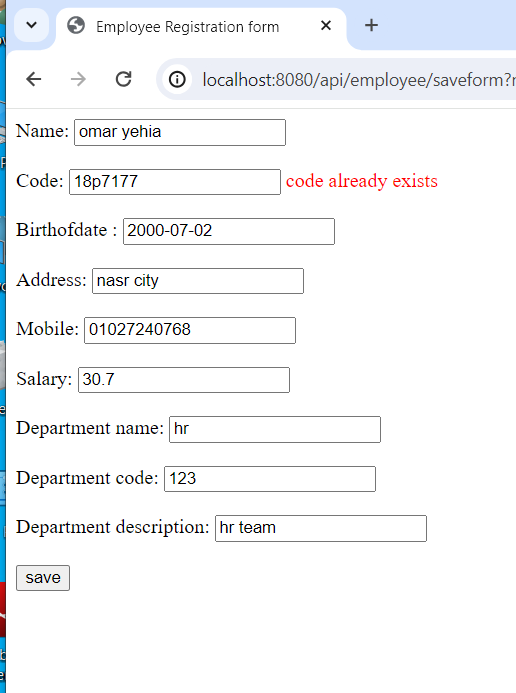 Employee Registration form
localhost:8080/api/employee/saveform?
Name: omar yehia
Code: 18p7177 code already exists
Birthofdate : 2000-07-02
Address: nasr city
Mobile: 01027240768
Salary: 30.7
Department name: hr
Department code: 123
Department description: hr team
save